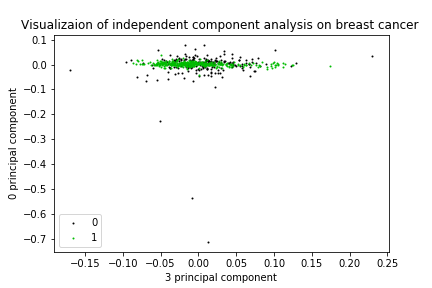 Visualizaion of independent component analysis on breast cancer
0.1
0.0
−0.1
−0.2
−0.3
−0.4
−0.5
−0.6
−0.7
0 principal component
0
1
−0.15 −0.10 −0.05 0.00 0.05 0.10 0.15 0.20 0.25
3 principal component